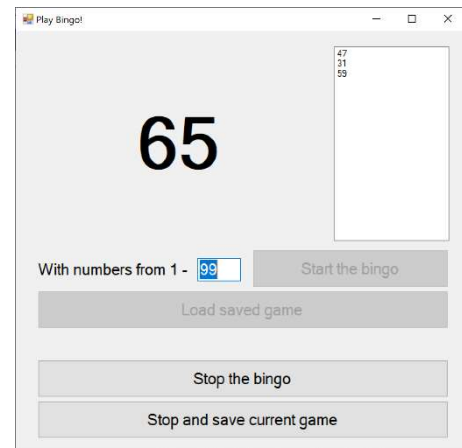 Play Bingo!
47
31
59
65
With numbers from 1 - 99
Start the bingo
Load saved game
Stop the bingo
Stop and save current game